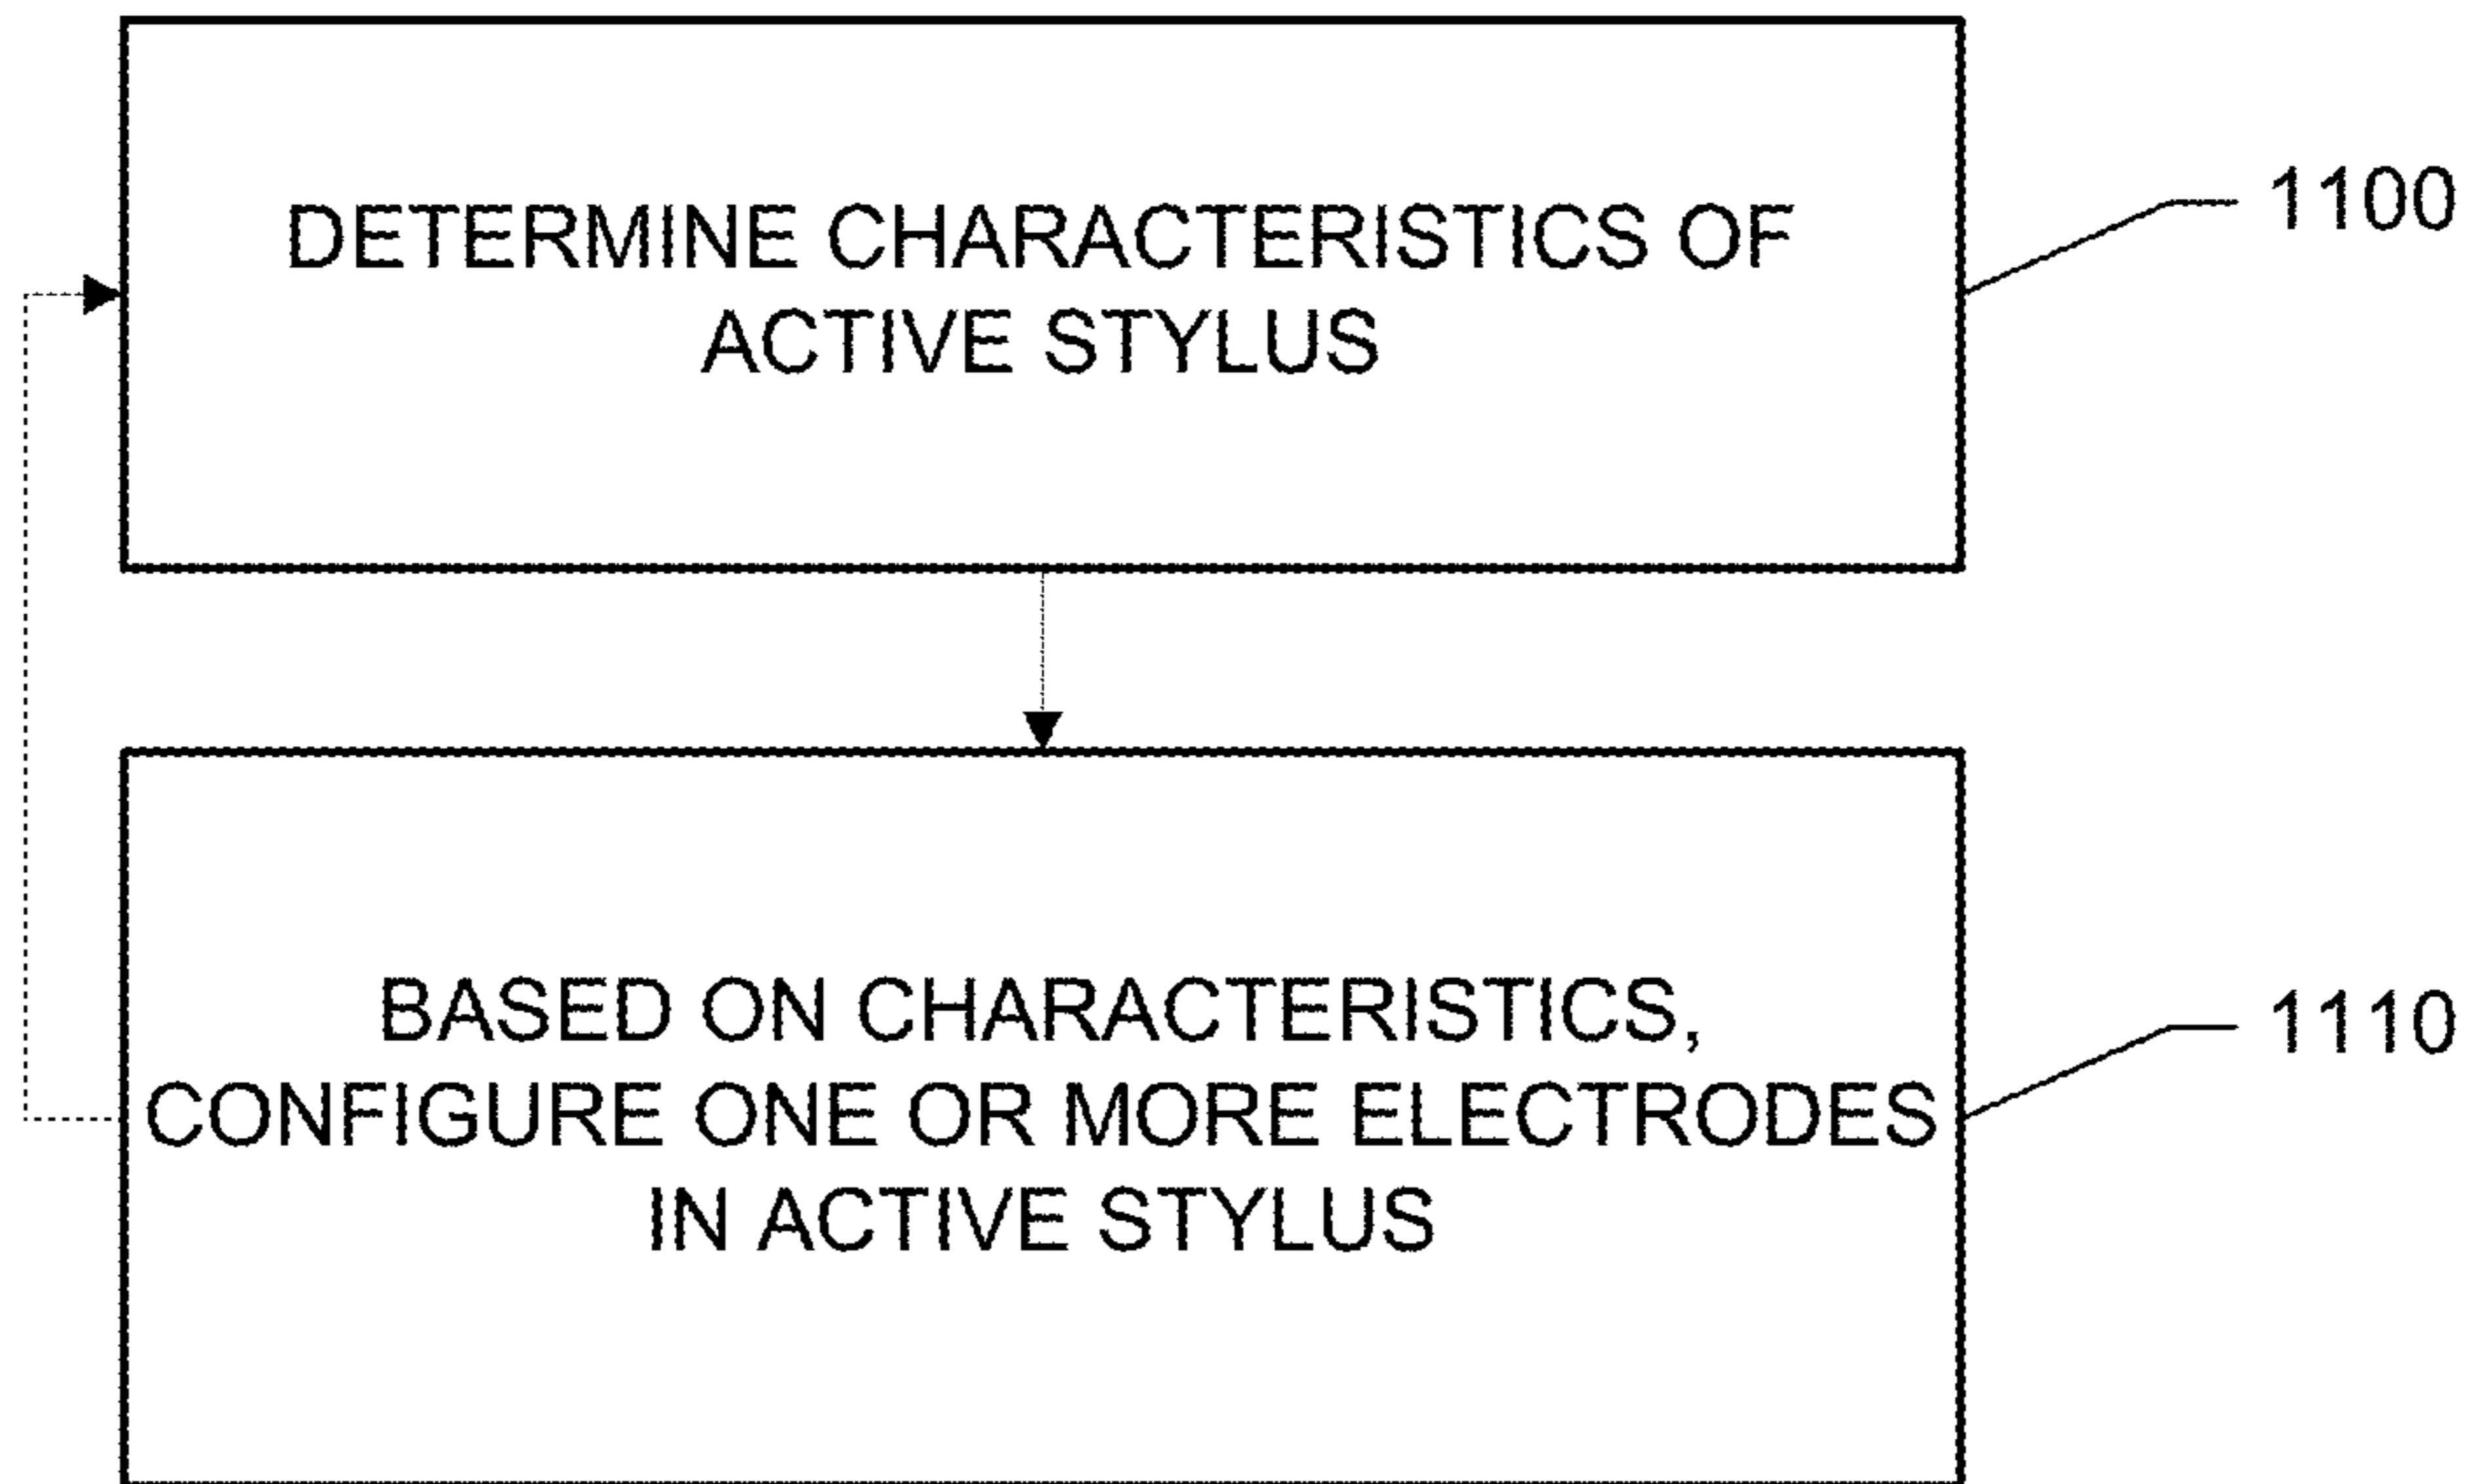 DETERMINE CHARACTERISTICS OF
ACTIVE STYLUS
1100
BASED ON CHARACTERISTICS,
CONFIGURE ONE OR MORE ELECTRODES
IN ACTIVE STYLUS
1110